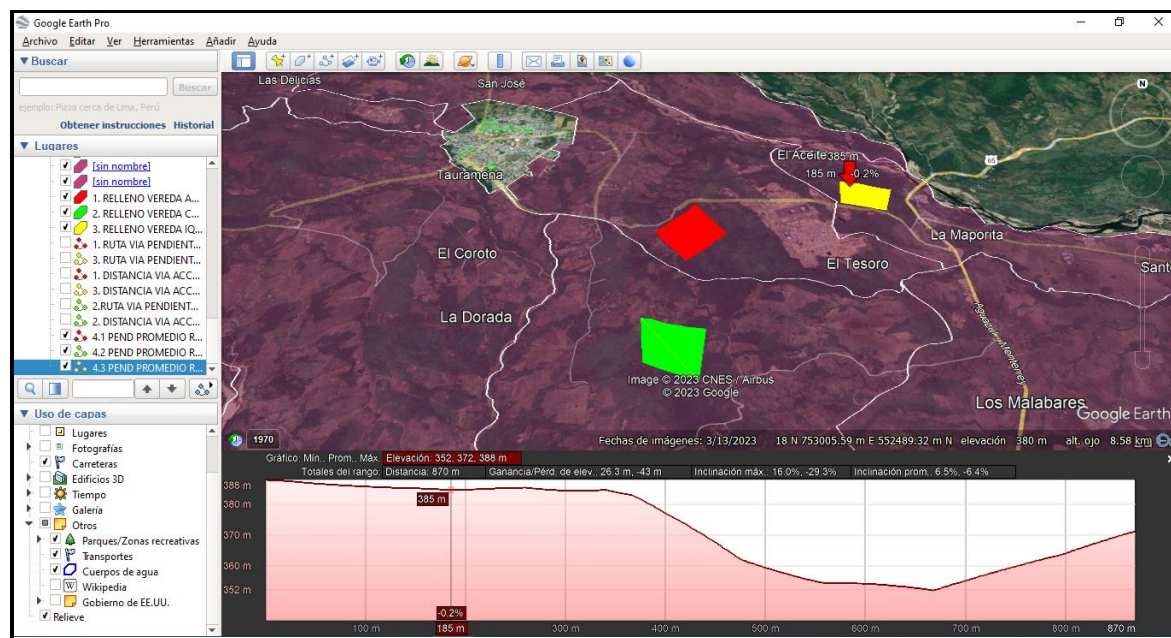 Google Earth Pro
Archivo Editar Ver Herramientas Añadir Ayuda
▼ Buscar
Buscar
ejemplo: Pizza cerca de Lima, Perú
Obtener instrucciones Historial
▼ Lugares
[sin nombre]
[sin nombre]
1. RELLENO VEREDA A...
2. RELLENO VEREDA C...
3. RELLENO VEREDA IQ...
1. RUTA VIA PENDIENT...
3. RUTA VIA PENDIENT...
1. DISTANCIA VIA ACC...
3. DISTANCIA VIA ACC...
2.RUTA VIA PENDIENT...
2. DISTANCIA VIA ACC...
4.1 PEND PROMEDIO R...
4.2 PEND PROMEDIO R...
4.3 PEND PROMEDIO R...
▼ Uso de capas
Lugares
Fotografías
Carreteras
Edificios 3D
Tiempo
Galería
Otros
Parques/Zonas recreativas
Transportes
Cuerpos de agua
Wikipedia
Gobierno de EE.UU.
Relieve
Las Delicias
San José
N
Tauramena
El Aceite
385 m
185 m -0.2%
65
La Maporita
El Coroto
El Tesoro
Sant
La Dorada
Aguazul-Monterrey
Image © 2023 CNES / Airbus
© 2023 Google
Los Malabares
Google Earth
1970
Fechas de imágenes: 3/13/2023 18 N 753005.59 m E 552489.32 m N elevación 380 m alt. ojo 8.58 km
Gráfico: Mín., Prom., Máx. Elevación: 352, 372, 388 m
Totales del rango: Distancia: 870 m Ganancia/Pérd. de elev.: 26.3 m, -43 m Inclinación máx.: 16.0%, -29.3% Inclinación prom.: 6.5%, -6.4%
388 m
380 m
370 m
360 m
352 m
385 m
-0.2%
100 m 185 m 300 m 400 m 500 m 600 m 700 m 800 m 870 m